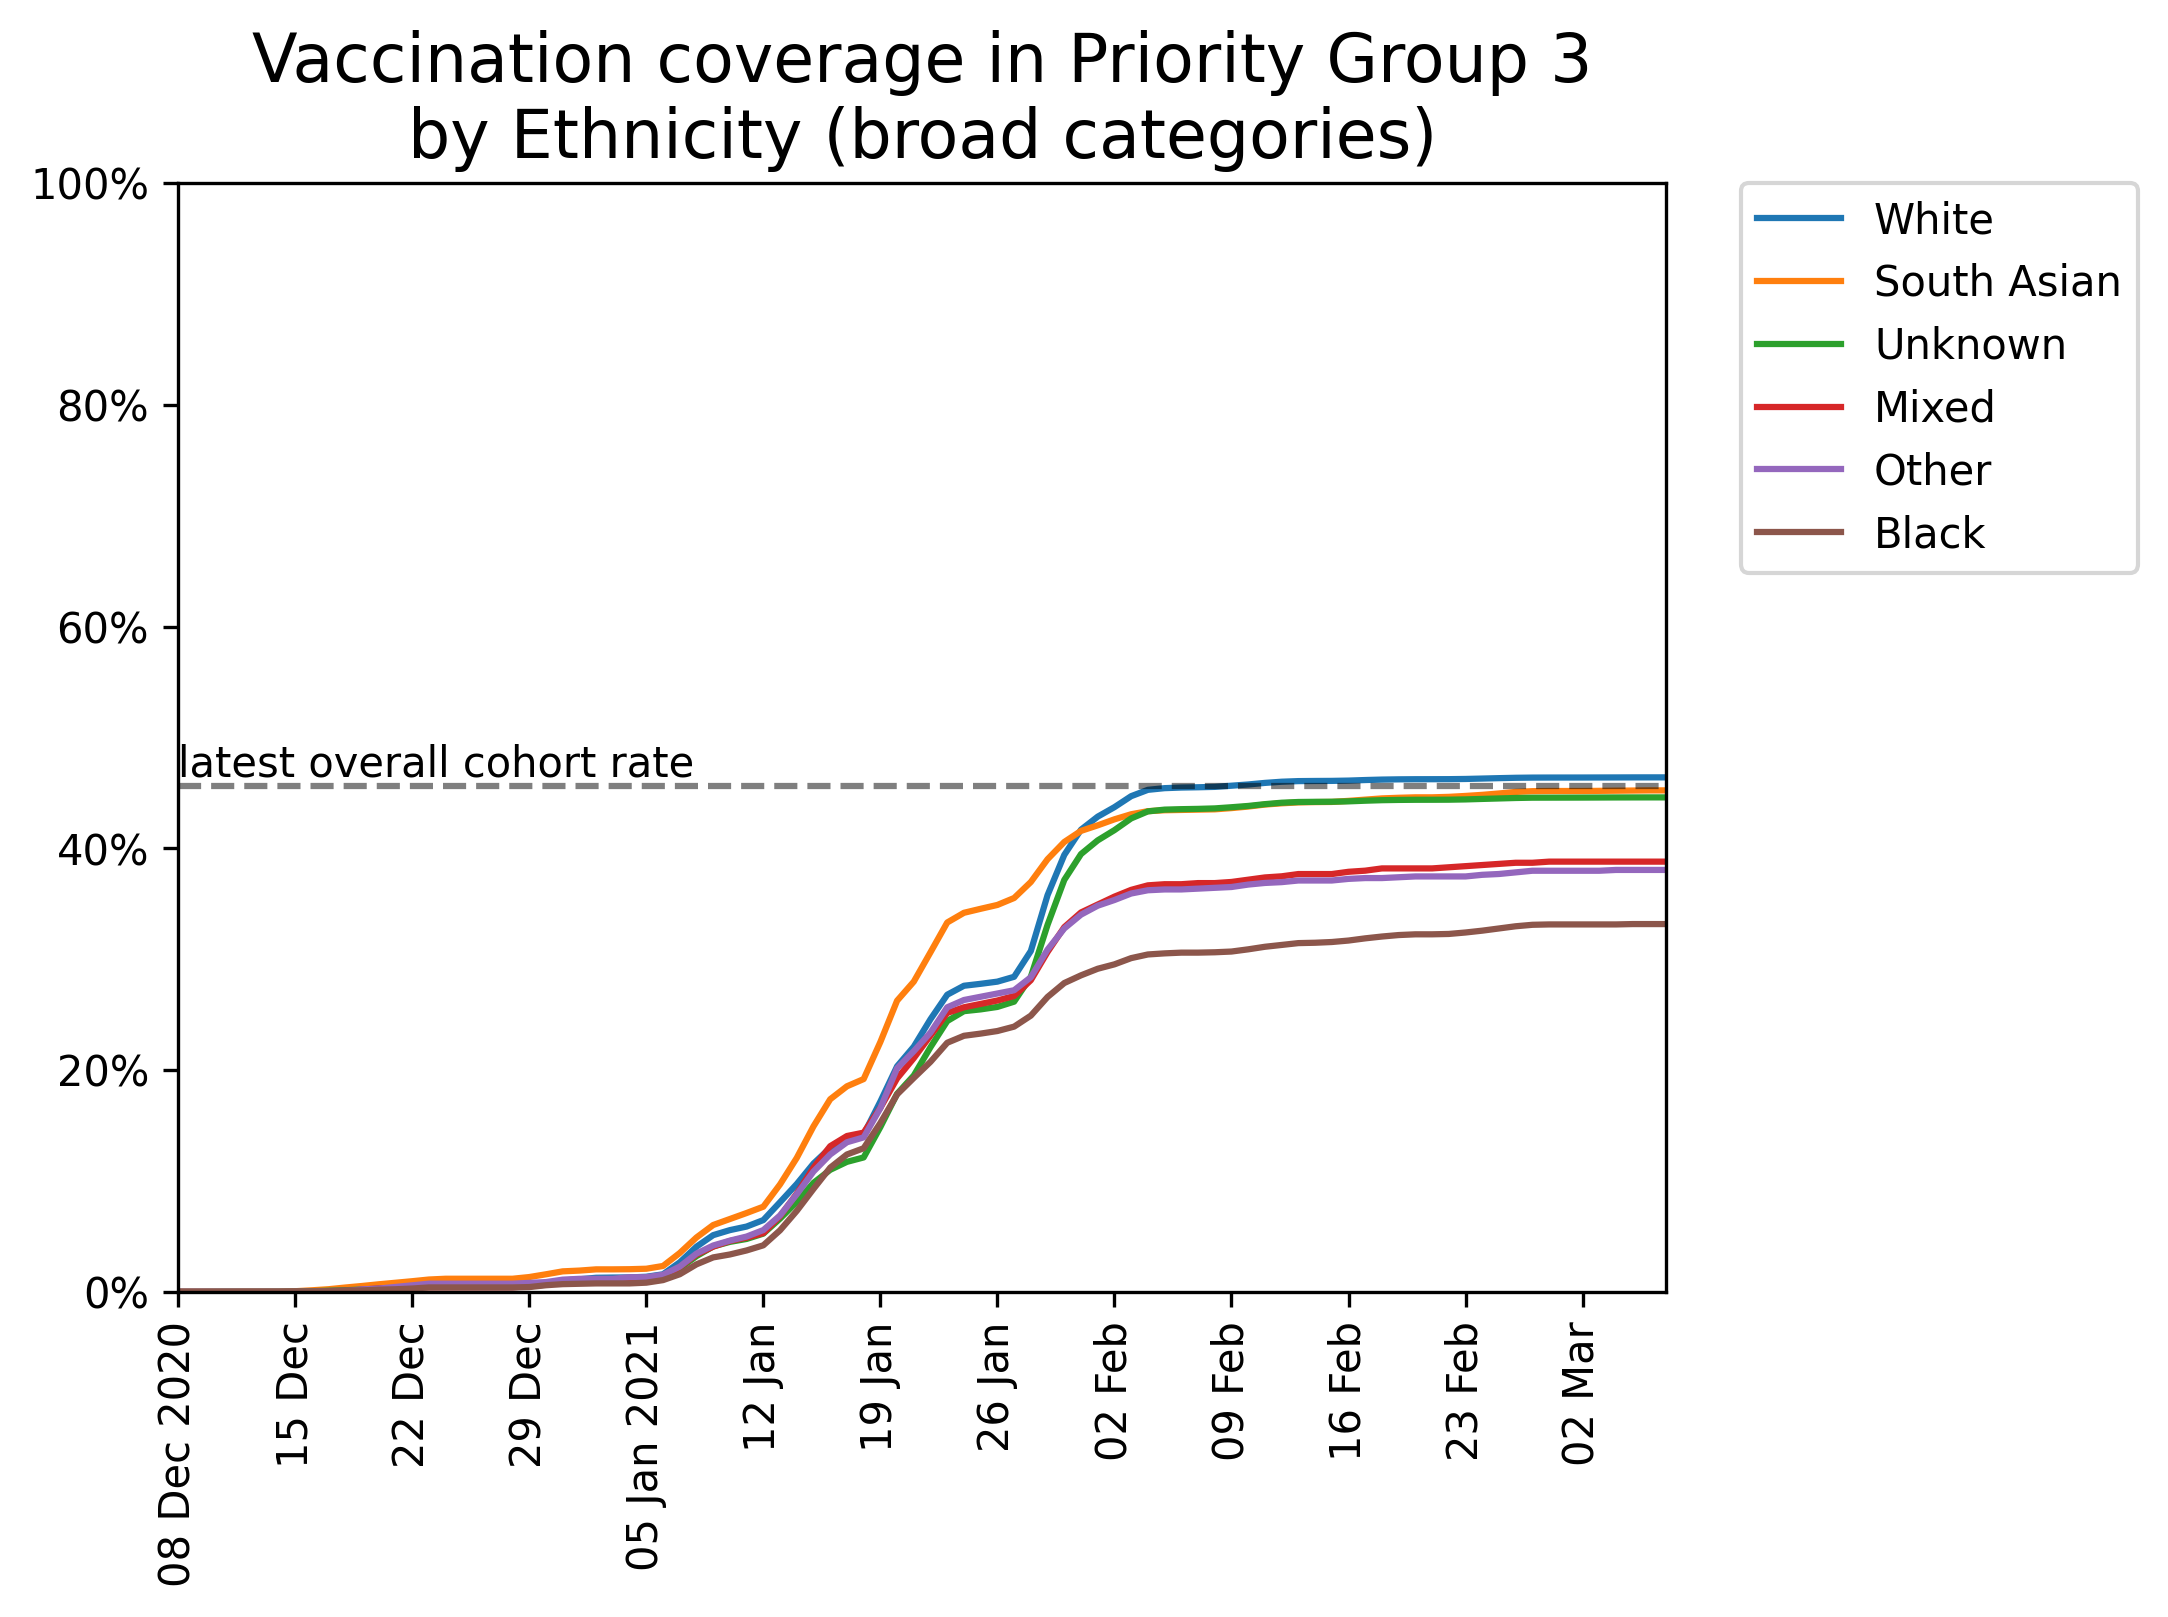 Vaccination coverage in Priority Group 3
by Ethnicity (broad categories)
100%
80%
60%
40%
20%
0%
latest overall cohort rate
08 Dec 2020
15 Dec
22 Dec
29 Dec
05 Jan 2021
12 Jan
19 Jan
26 Jan
02 Feb
09 Feb
16 Feb
23 Feb
02 Mar
White
South Asian
Unknown
Mixed
Other
Black